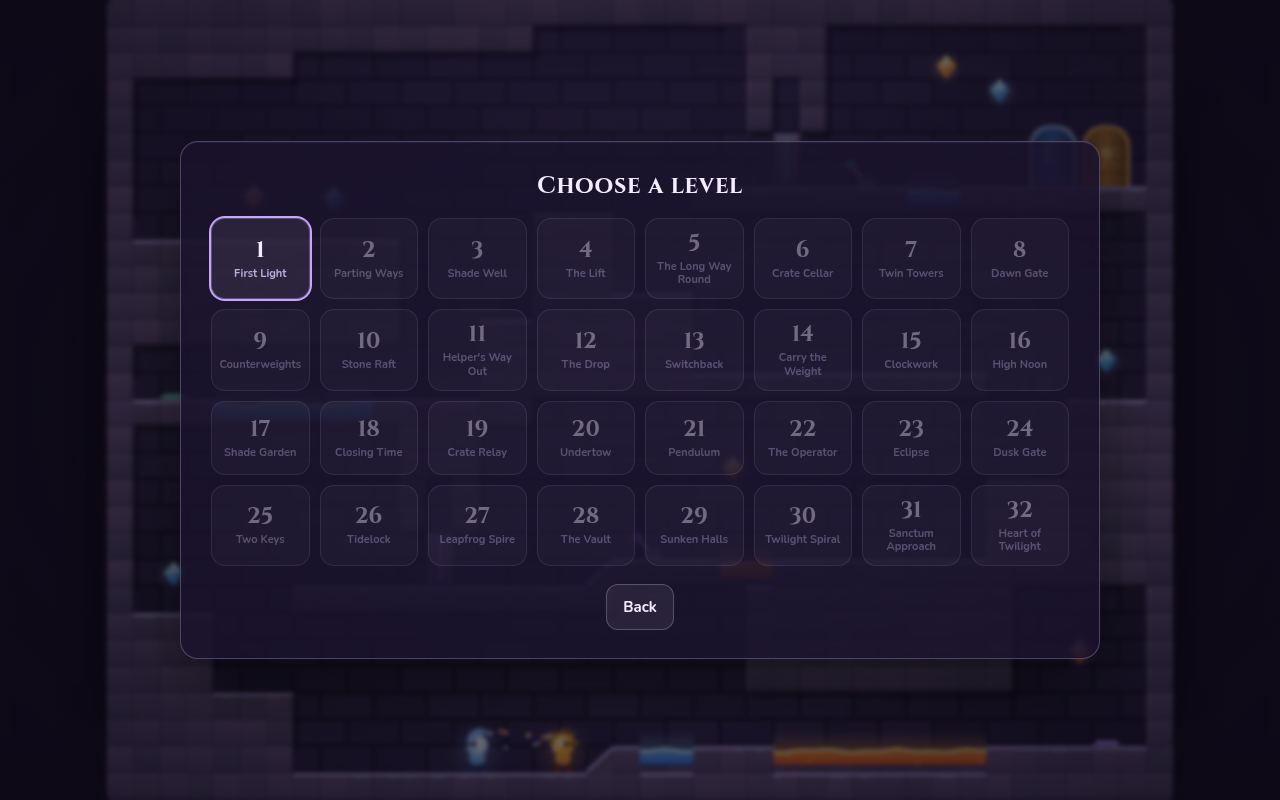 Choose a level
1
First Light
2
Parting Ways
3
Shade Well
4
The Lift
5
The Long Way
Round
6
Crate Cellar
7
Twin Towers
8
Dawn Gate
9
Counterweights
10
Stone Raft
11
Helper's Way
Out
12
The Drop
13
Switchback
14
Carry the
Weight
15
Clockwork
16
High Noon
17
Shade Garden
18
Closing Time
19
Crate Relay
20
Undertow
21
Pendulum
22
The Operator
23
Eclipse
24
Dusk Gate
25
Two Keys
26
Tidelock
27
Leapfrog Spire
28
The Vault
29
Sunken Halls
30
Twilight Spiral
31
Sanctum
Approach
32
Heart of
Twilight
Back